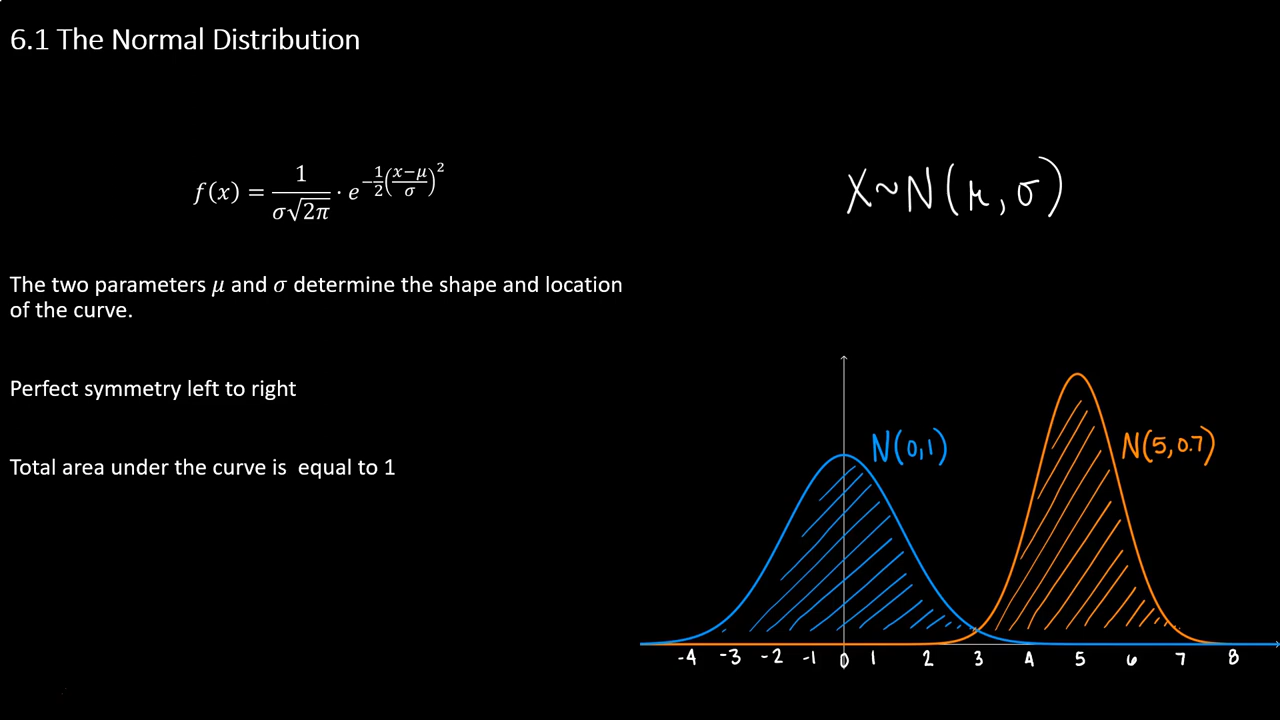 6.1 The Normal Distribution
f(x) = 1/(σ√2π) · e^(-1/2((x−μ)/σ)^2)
X~N(μ,σ)
The two parameters μ and σ determine the shape and location
of the curve.
Perfect symmetry left to right
Total area under the curve is equal to 1
N(0,1)
N(5,0.7)
-4 -3 -2 -1 0 1 2 3 4 5 6 7 8